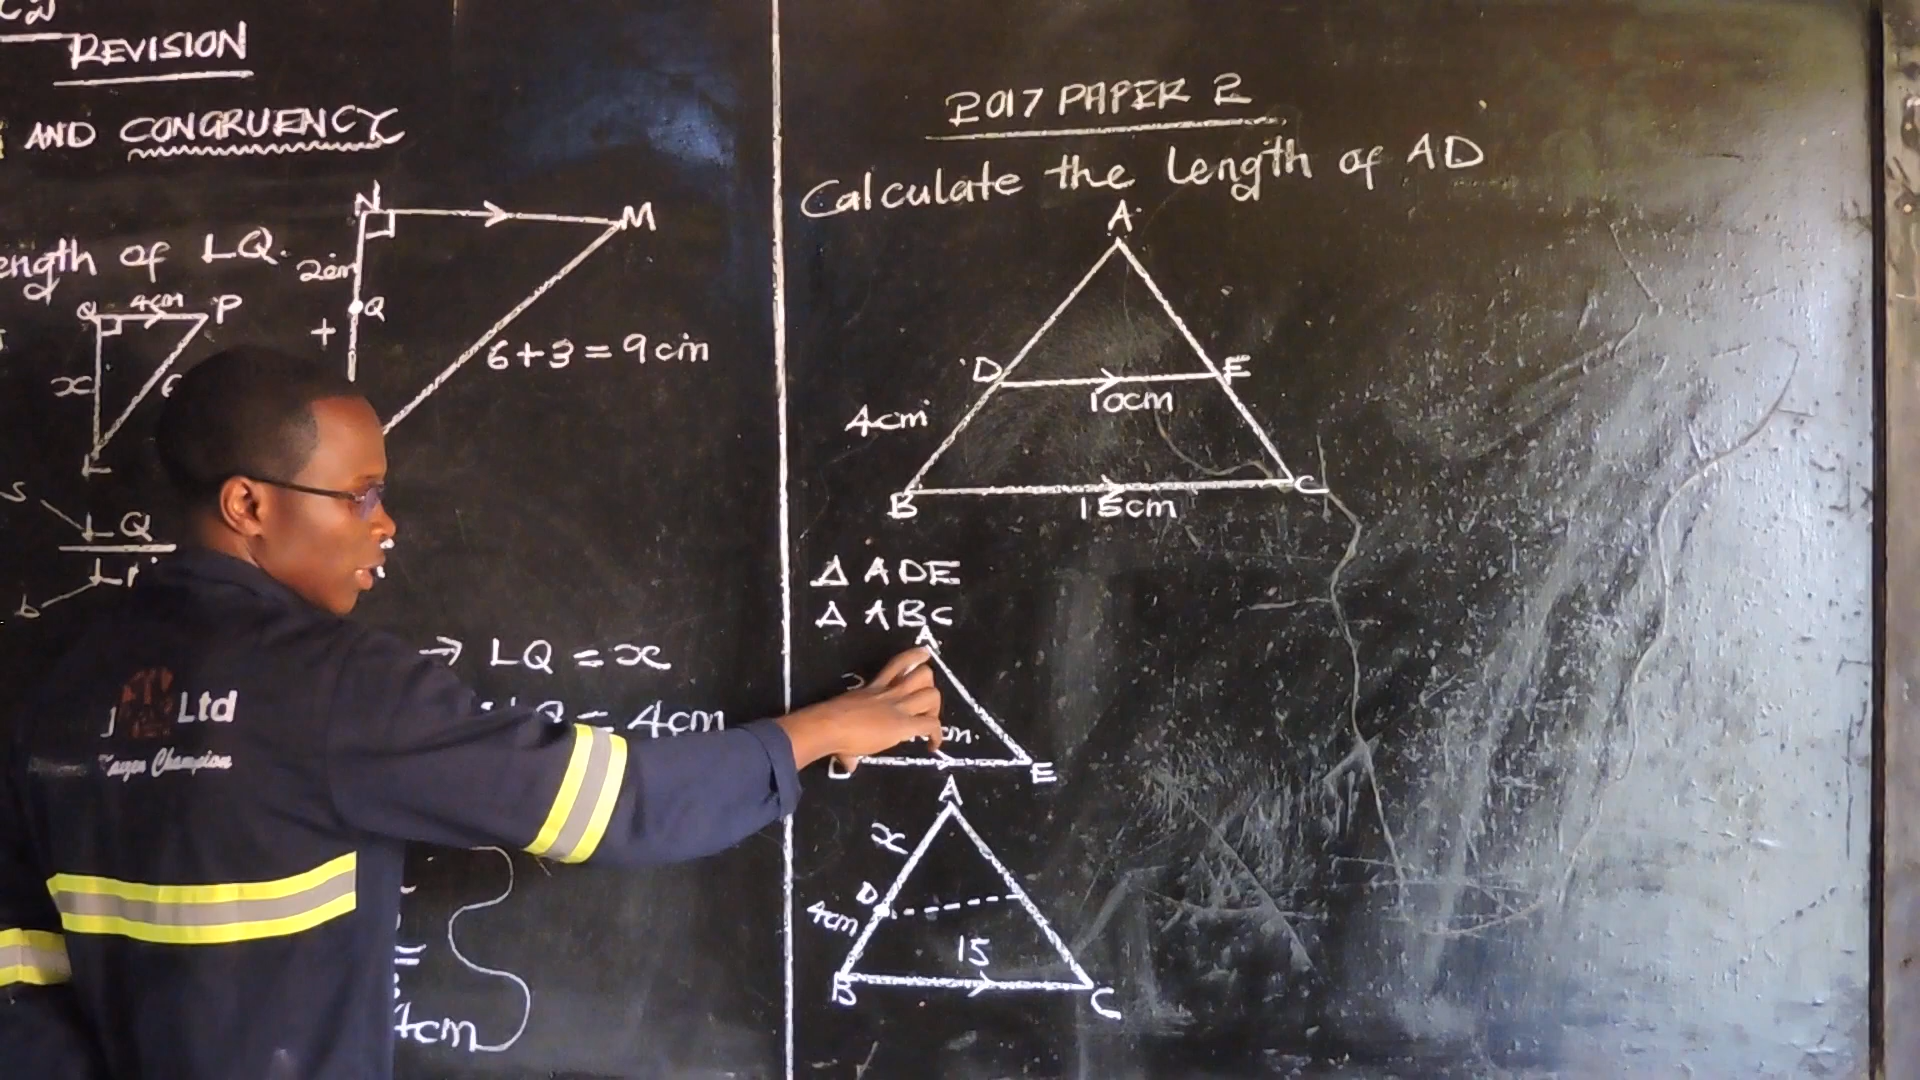 REVISION
AND CONGRUENCY
of LQ.
N
M
2cm
Q
+
6+3=9cm
Q 4cm P
x
L
LQ
→ LQ = x
= 4cm
4cm
2017 PAPER 2
Calculate the length of AD
A
D E
10cm
4cm
B C
15cm
Δ ADE
Δ ABC
A
E
A
x
D
4cm
15
B C
Ltd
Champion